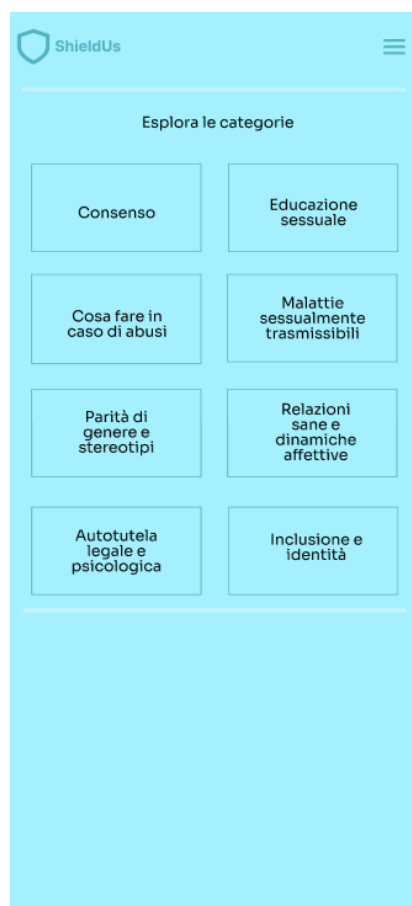 ShieldUs
Esplora le categorie
Consenso
Educazione
sessuale
Cosa fare in
caso di abusi
Malattie
sessualmente
trasmissibili
Parità di
genere e
stereotipi
Relazioni
sane e
dinamiche
affettive
Autotutela
legale e
psicologica
Inclusione e
identità